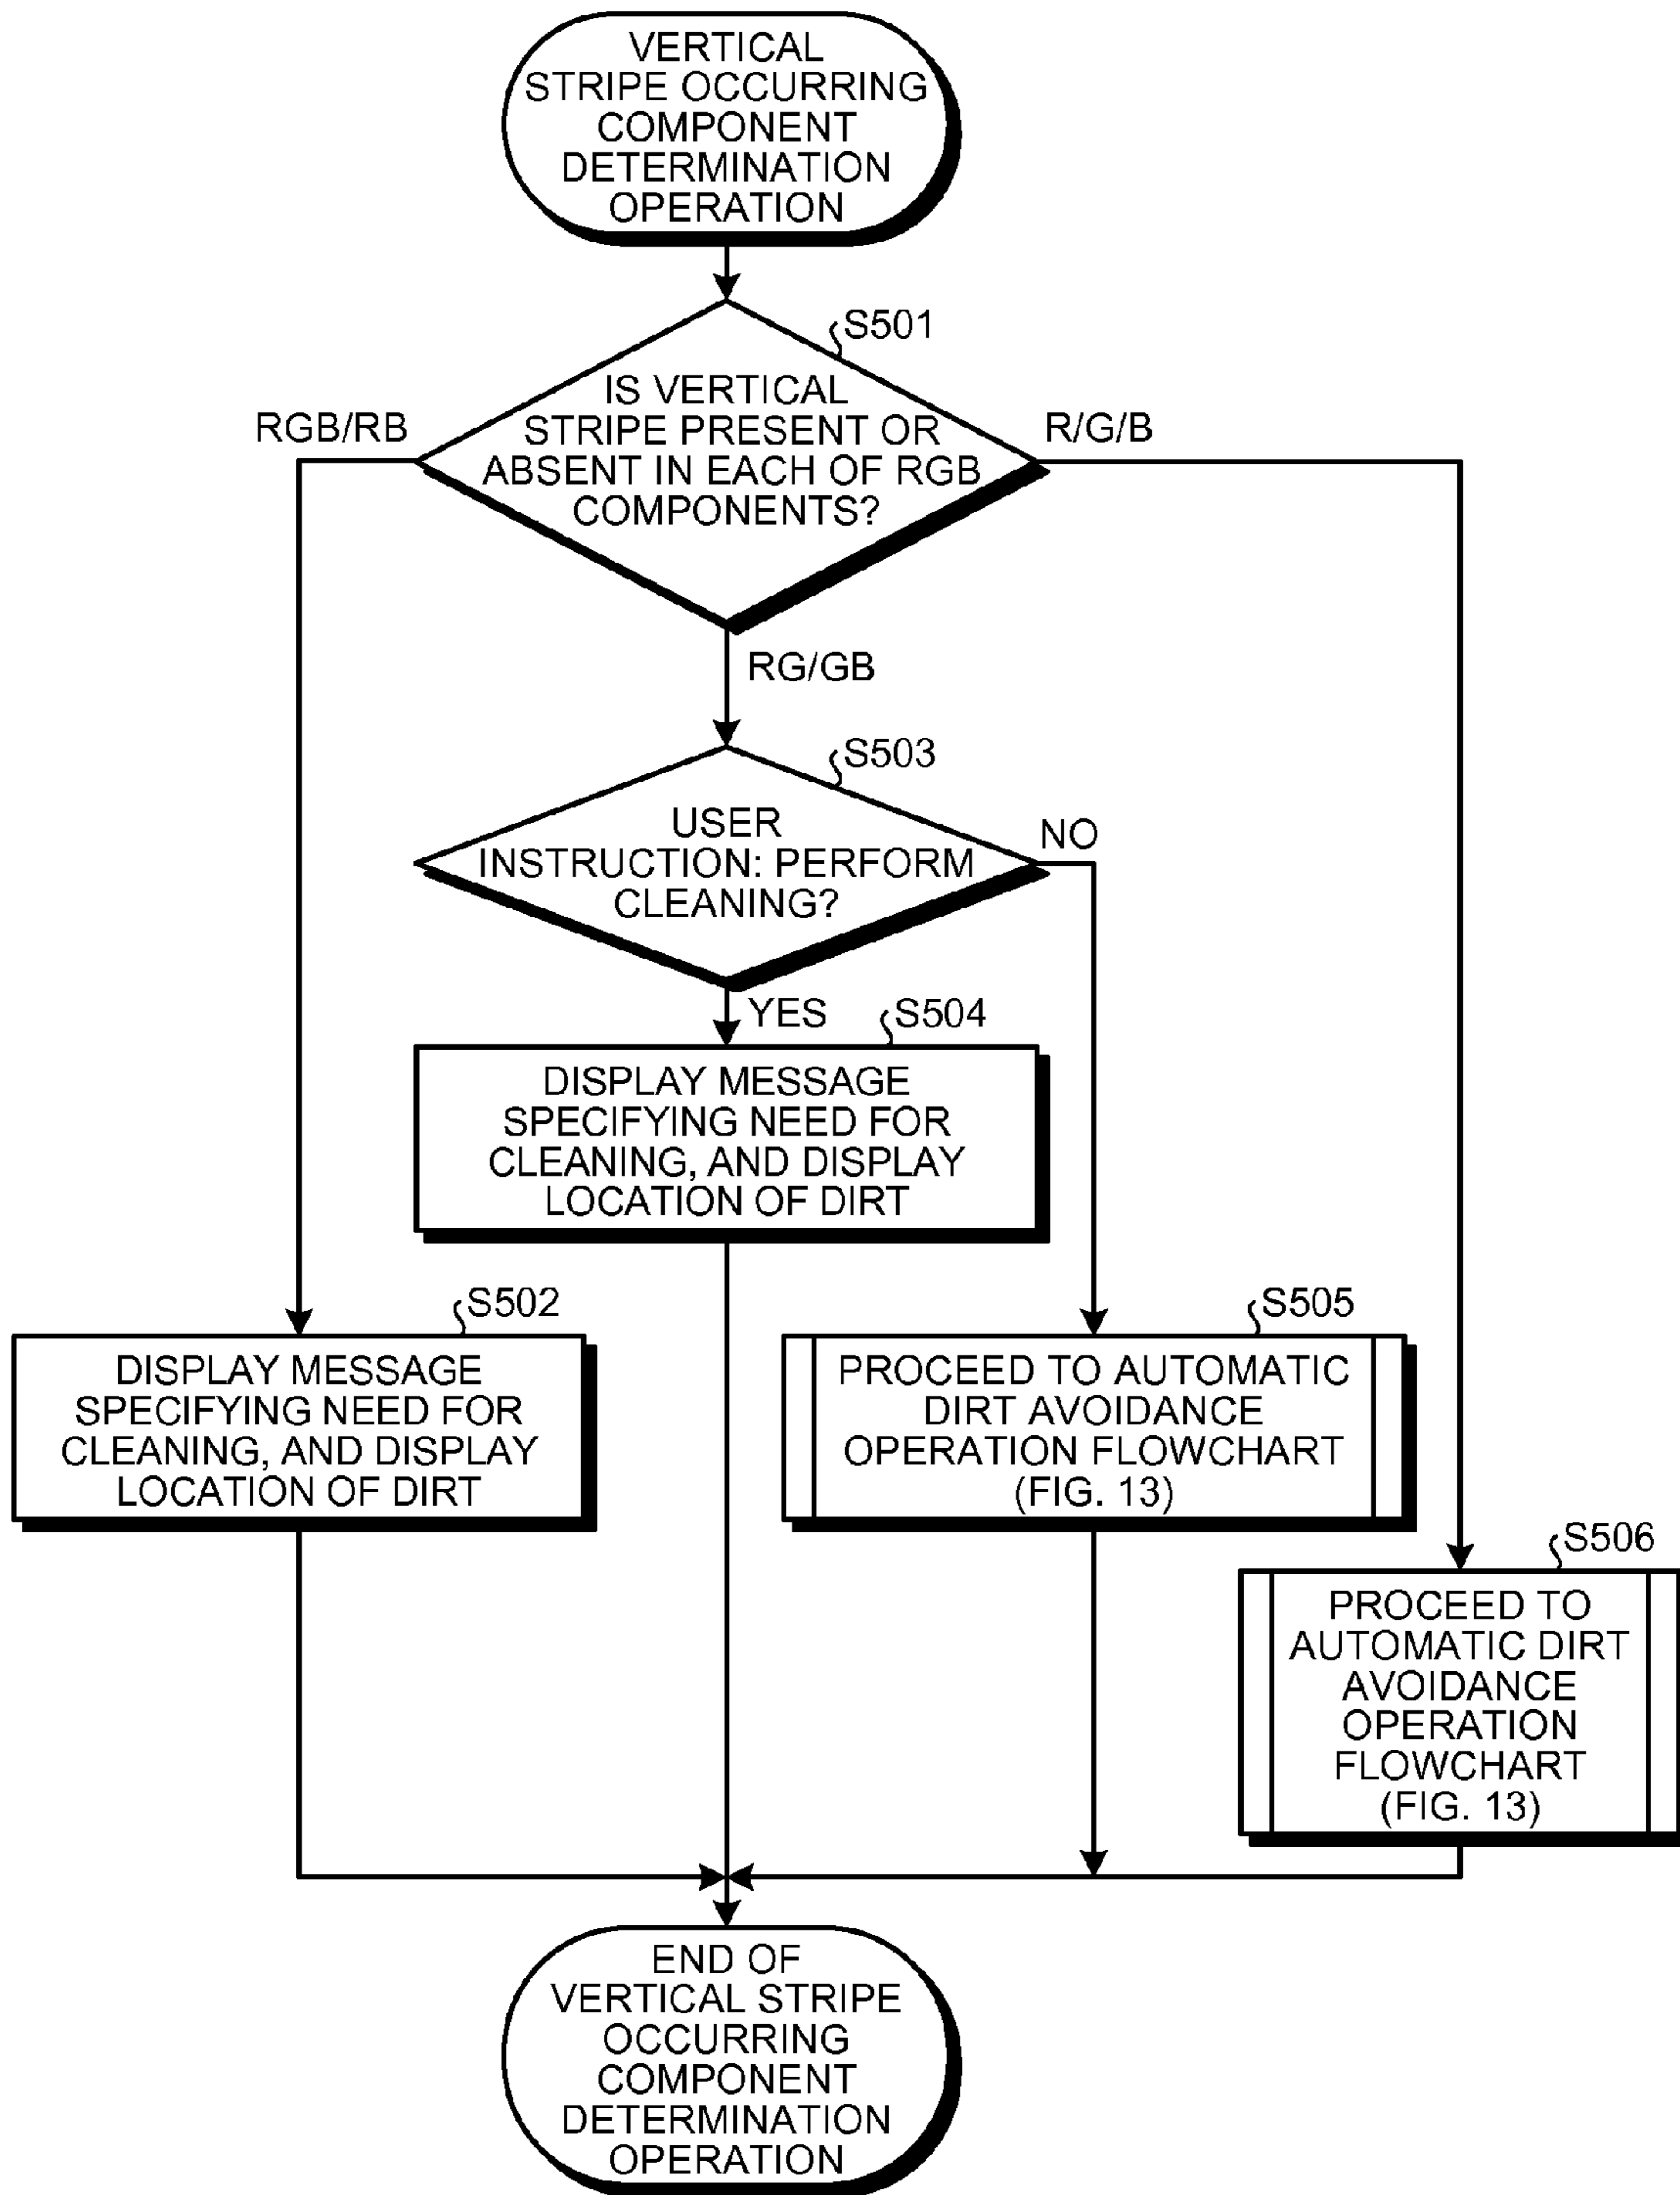 VERTICAL
STRIPE OCCURRING
COMPONENT
DETERMINATION
OPERATION
S501
IS VERTICAL
STRIPE PRESENT OR
ABSENT IN EACH OF RGB
COMPONENTS?
RGB/RB
R/G/B
RG/GB
S503
USER
INSTRUCTION: PERFORM
CLEANING?
NO
YES
S504
DISPLAY MESSAGE
SPECIFYING NEED FOR
CLEANING, AND DISPLAY
LOCATION OF DIRT
S502
DISPLAY MESSAGE
SPECIFYING NEED FOR
CLEANING, AND DISPLAY
LOCATION OF DIRT
S505
PROCEED TO AUTOMATIC
DIRT AVOIDANCE
OPERATION FLOWCHART
(FIG. 13)
S506
PROCEED TO
AUTOMATIC DIRT
AVOIDANCE
OPERATION
FLOWCHART
(FIG. 13)
END OF
VERTICAL STRIPE
OCCURRING
COMPONENT
DETERMINATION
OPERATION